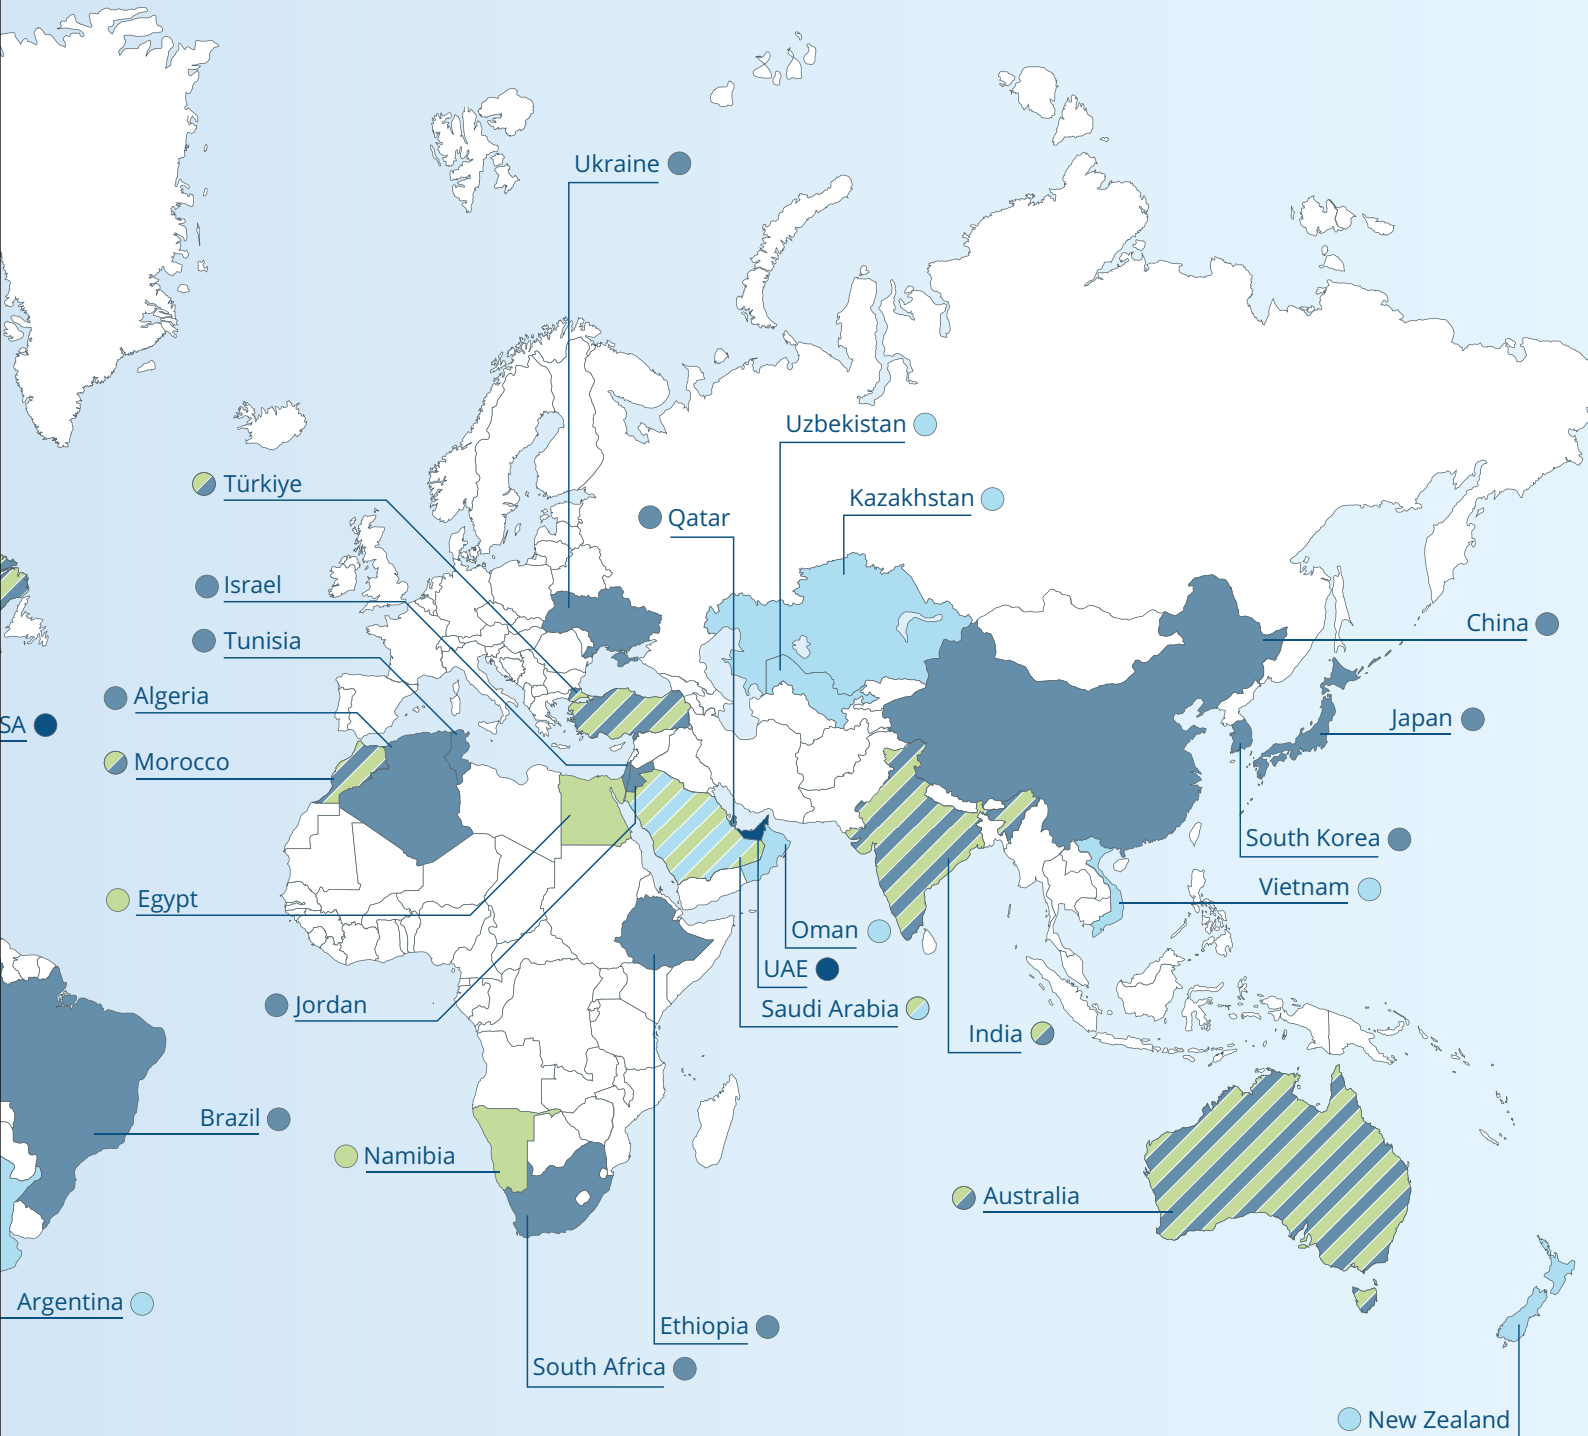 Ukraine
Uzbekistan
Türkiye
Kazakhstan
Qatar
Israel
China
Tunisia
Algeria
SA
Japan
Morocco
South Korea
Vietnam
Egypt
Oman
UAE
Jordan
Saudi Arabia
India
Brazil
Namibia
Australia
Argentina
Ethiopia
South Africa
New Zealand